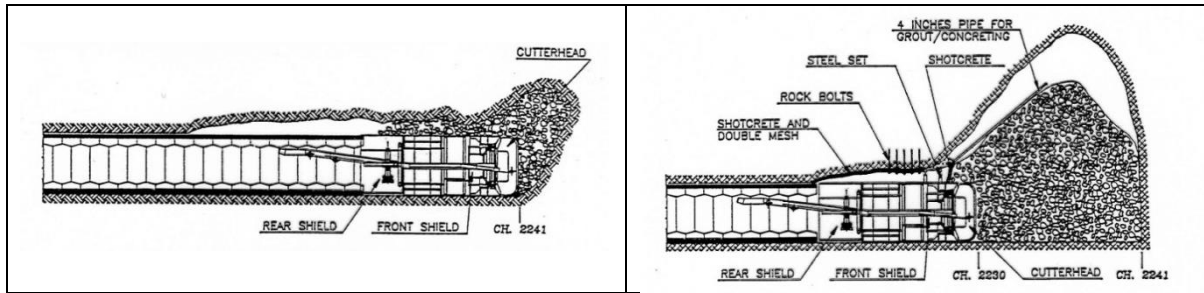 CUTTERHEAD
REAR SHIELD
FRONT SHIELD
CH. 2241
4 INCHES PIPE FOR
GROUT/CONCRETING
STEEL SET
SHOTCRETE
ROCK BOLTS
SHOTCRETE AND
DOUBLE MESH
REAR SHIELD
FRONT SHIELD
CH. 2230
CUTTERHEAD
CH. 2241